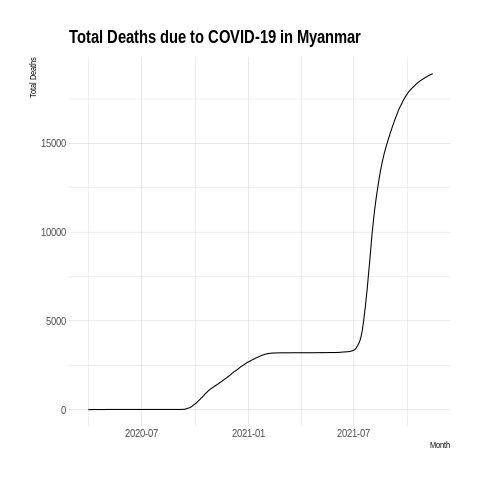 Total Deaths due to COVID-19 in Myanmar
Total Deaths
15000
10000
5000
0
2020-07 2021-01 2021-07
Month